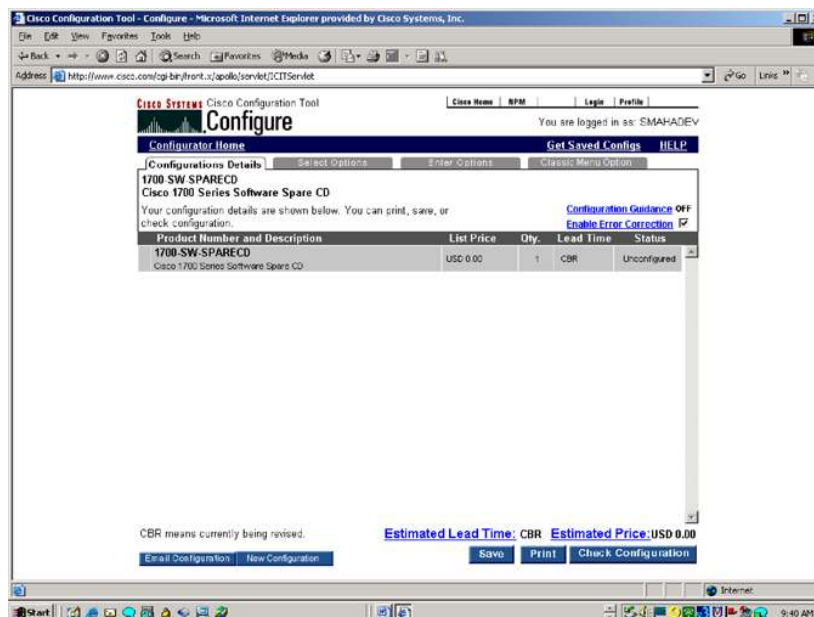 Cisco Configuration Tool - Configure - Microsoft Internet Explorer provided by Cisco Systems, Inc.
File Edit View Favorites Tools Help
Back Search Favorites Media
Address http://www.cisco.com/cgi-bin/front.x/apollo/servlet/ICITServlet Go Links »
CISCO SYSTEMS Cisco Configuration Tool
Configure
Cisco Home | NPM | Login | Profile |
You are logged in as: SMAHADEV
Configurator Home Get Saved Configs HELP
Configurations Details Select Options Enter Options Classic Menu Option
1700-SW-SPARECD
Cisco 1700 Series Software Spare CD
Your configuration details are shown below. You can print, save, or
check configuration.
Configuration Guidance OFF
Enable Error Correction
Product Number and Description List Price Qty. Lead Time Status
1700-SW-SPARECD
Cisco 1700 Series Software Spare CD
USD 0.00 1 CBR Unconfigured
CBR means currently being revised.
Estimated Lead Time: CBR Estimated Price: USD 0.00
Email Configuration New Configuration
Save Print Check Configuration
Internet
Start 9:40 AM